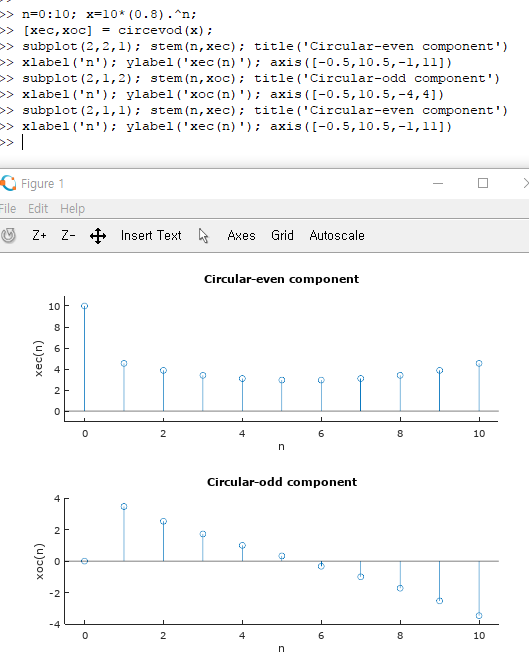 >> n=0:10; x=10*(0.8).^n;
>> [xec,xoc] = circevod(x);
>> subplot(2,2,1); stem(n,xec); title('Circular-even component')
>> xlabel('n'); ylabel('xec(n)'); axis([-0.5,10.5,-1,11])
>> subplot(2,1,2); stem(n,xoc); title('Circular-odd component')
>> xlabel('n'); ylabel('xoc(n)'); axis([-0.5,10.5,-4,4])
>> subplot(2,1,1); stem(n,xec); title('Circular-even component')
>> xlabel('n'); ylabel('xec(n)'); axis([-0.5,10.5,-1,11])
>>
Figure 1
File Edit Help
Z+ Z- Insert Text Axes Grid Autoscale
Circular-even component
xec(n)
10
8
6
4
2
0
0 2 4 6 8 10
n
Circular-odd component
xoc(n)
4
2
0
-2
-4
0 2 4 6 8 10
n